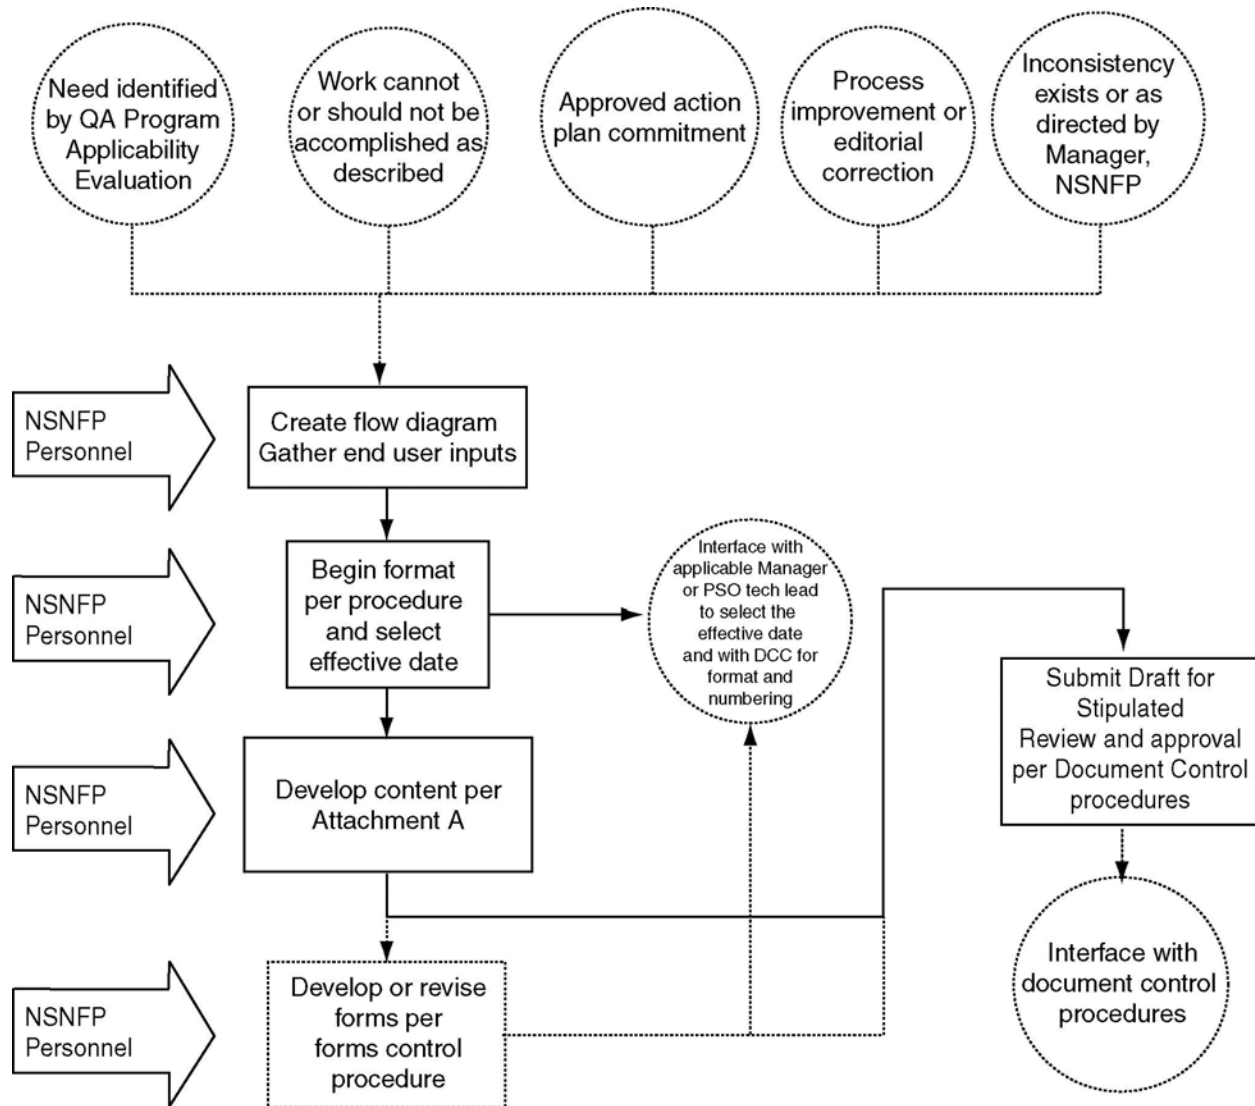 Need identified
by QA Program
Applicability
Evaluation
Work cannot
or should not be
accomplished as
described
Approved action
plan commitment
Process
improvement or
editorial
correction
Inconsistency
exists or as
directed by
Manager,
NSNFP
NSNFP
Personnel
Create flow diagram
Gather end user inputs
NSNFP
Personnel
Begin format
per procedure
and select
effective date
Interface with
applicable Manager
or PSO tech lead
to select the
effective date
and with DCC for
format and
numbering
Submit Draft for
Stipulated
Review and approval
per Document Control
procedures
NSNFP
Personnel
Develop content per
Attachment A
Interface with
document control
procedures
NSNFP
Personnel
Develop or revise
forms per
forms control
procedure